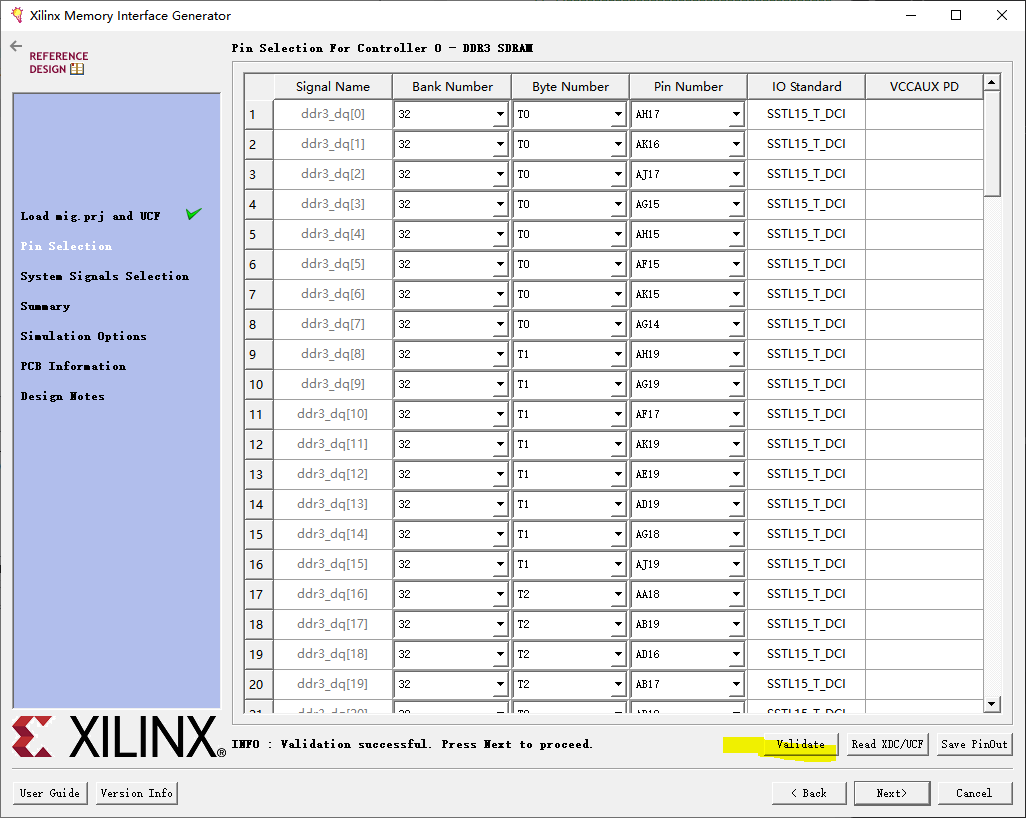 Xilinx Memory Interface Generator
REFERENCE
DESIGN
Pin Selection For Controller 0 - DDR3 SDRAM
Signal Name Bank Number Byte Number Pin Number IO Standard VCCAUX PD
1 ddr3_dq[0] 32 T0 AH17 SSTL15_T_DCI
2 ddr3_dq[1] 32 T0 AK16 SSTL15_T_DCI
3 ddr3_dq[2] 32 T0 AJ17 SSTL15_T_DCI
4 ddr3_dq[3] 32 T0 AG15 SSTL15_T_DCI
5 ddr3_dq[4] 32 T0 AH15 SSTL15_T_DCI
6 ddr3_dq[5] 32 T0 AF15 SSTL15_T_DCI
7 ddr3_dq[6] 32 T0 AK15 SSTL15_T_DCI
8 ddr3_dq[7] 32 T0 AG14 SSTL15_T_DCI
9 ddr3_dq[8] 32 T1 AH19 SSTL15_T_DCI
10 ddr3_dq[9] 32 T1 AG19 SSTL15_T_DCI
11 ddr3_dq[10] 32 T1 AF17 SSTL15_T_DCI
12 ddr3_dq[11] 32 T1 AK19 SSTL15_T_DCI
13 ddr3_dq[12] 32 T1 AE19 SSTL15_T_DCI
14 ddr3_dq[13] 32 T1 AD19 SSTL15_T_DCI
15 ddr3_dq[14] 32 T1 AG18 SSTL15_T_DCI
16 ddr3_dq[15] 32 T1 AJ19 SSTL15_T_DCI
17 ddr3_dq[16] 32 T2 AA18 SSTL15_T_DCI
18 ddr3_dq[17] 32 T2 AB19 SSTL15_T_DCI
19 ddr3_dq[18] 32 T2 AD16 SSTL15_T_DCI
20 ddr3_dq[19] 32 T2 AB17 SSTL15_T_DCI
Load mig.prj and UCF
Pin Selection
System Signals Selection
Summary
Simulation Options
PCB Information
Design Notes
XILINX®
INFO : Validation successful. Press Next to proceed.
Validate Read XDC/UCF Save PinOut
User Guide Version Info < Back Next> Cancel